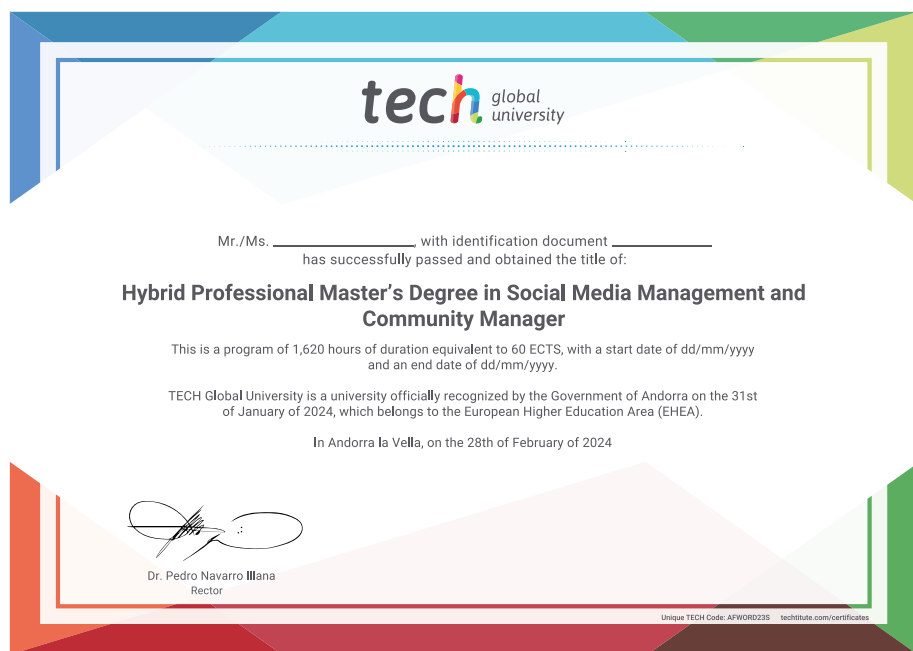 tech global
university
Mr./Ms. ____________, with identification document ____________
has successfully passed and obtained the title of:
Hybrid Professional Master’s Degree in Social Media Management and
Community Manager
This is a program of 1,620 hours of duration equivalent to 60 ECTS, with a start date of dd/mm/yyyy
and an end date of dd/mm/yyyy.
TECH Global University is a university officially recognized by the Government of Andorra on the 31st
of January of 2024, which belongs to the European Higher Education Area (EHEA).
In Andorra la Vella, on the 28th of February of 2024
Dr. Pedro Navarro Illana
Rector
Unique TECH Code: AFWORD23S techtitute.com/certificates